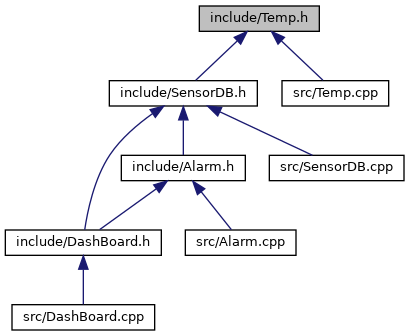 include/Temp.h
include/SensorDB.h
src/Temp.cpp
include/Alarm.h
src/SensorDB.cpp
include/DashBoard.h
src/Alarm.cpp
src/DashBoard.cpp